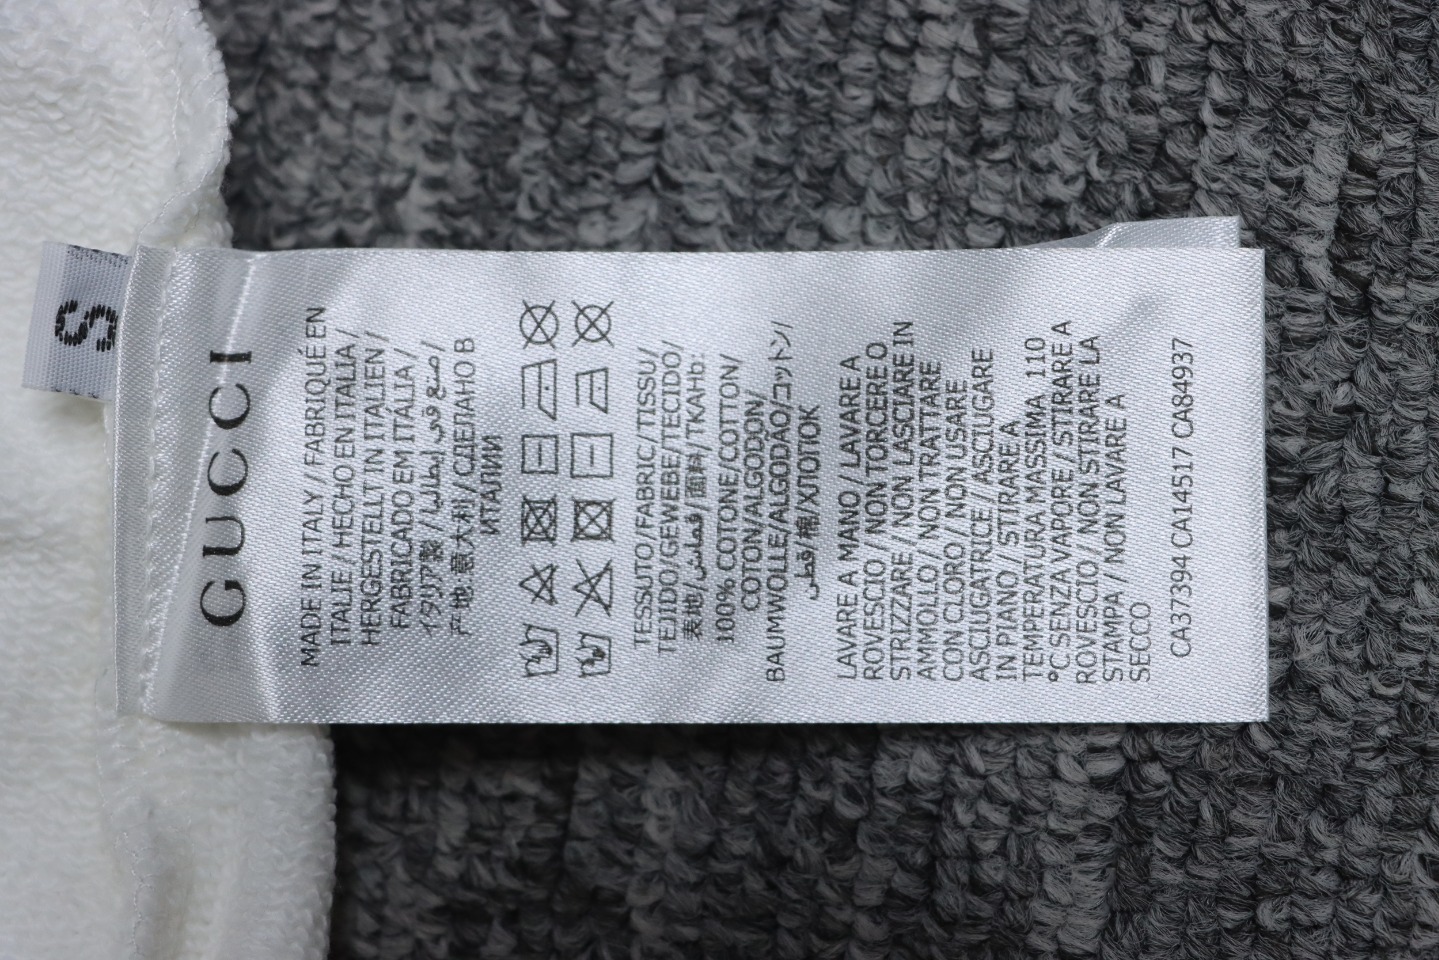 S
GUCCI
MADE IN ITALY / FABRIQUÉ EN
ITALIE / HECHO EN ITALIA /
HERGESTELLT IN ITALIEN /
FABRICADO EM ITÁLIA /
イタリア製 / صنع في إيطاليا /
产地:意大利 / СДЕЛАНО В
ИТАЛИИ
TESSUTO/FABRIC/TISSU/
TEJIDO/GEWEBE/TECIDO/
表地/قماش/面料/ТКАНЬ:
100% COTONE/COTTON/
COTON/ALGODON/
BAUMWOLLE/ALGODÃO/コットン/
قطن/棉/ХЛОПОК
LAVARE A MANO / LAVARE A
ROVESCIO / NON TORCERE O
STRIZZARE / NON LASCIARE IN
AMMOLLO / NON TRATTARE
CON CLORO / NON USARE
ASCIUGATRICE / ASCIUGARE
IN PIANO / STIRARE A
TEMPERATURA MASSIMA 110
°C SENZA VAPORE / STIRARE A
ROVESCIO / NON STIRARE LA
STAMPA / NON LAVARE A
SECCO
CA37394 CA14517 CA84937